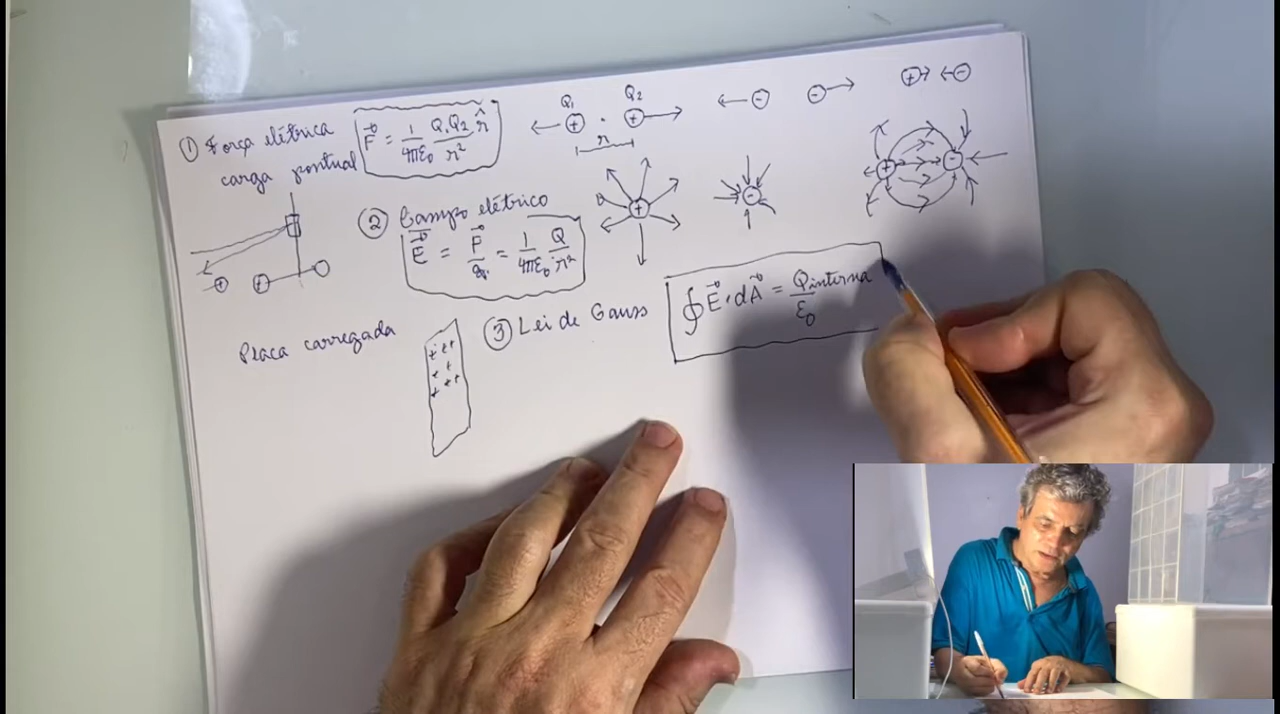 ① Força elétrica
carga pontual
F⃗ = 1/4πε₀ Q₁Q₂/r² r̂
Q₁ Q₂
+ +
r
- -
+ -
② Campo elétrico
E⃗ = F⃗/q = 1/4πε₀ Q/r²
+
-
+ -
+
+
Placa carregada
+ + +
+ +
+ + +
③ Lei de Gauss
∮ E⃗ · dA⃗ = Qinterna/ε₀